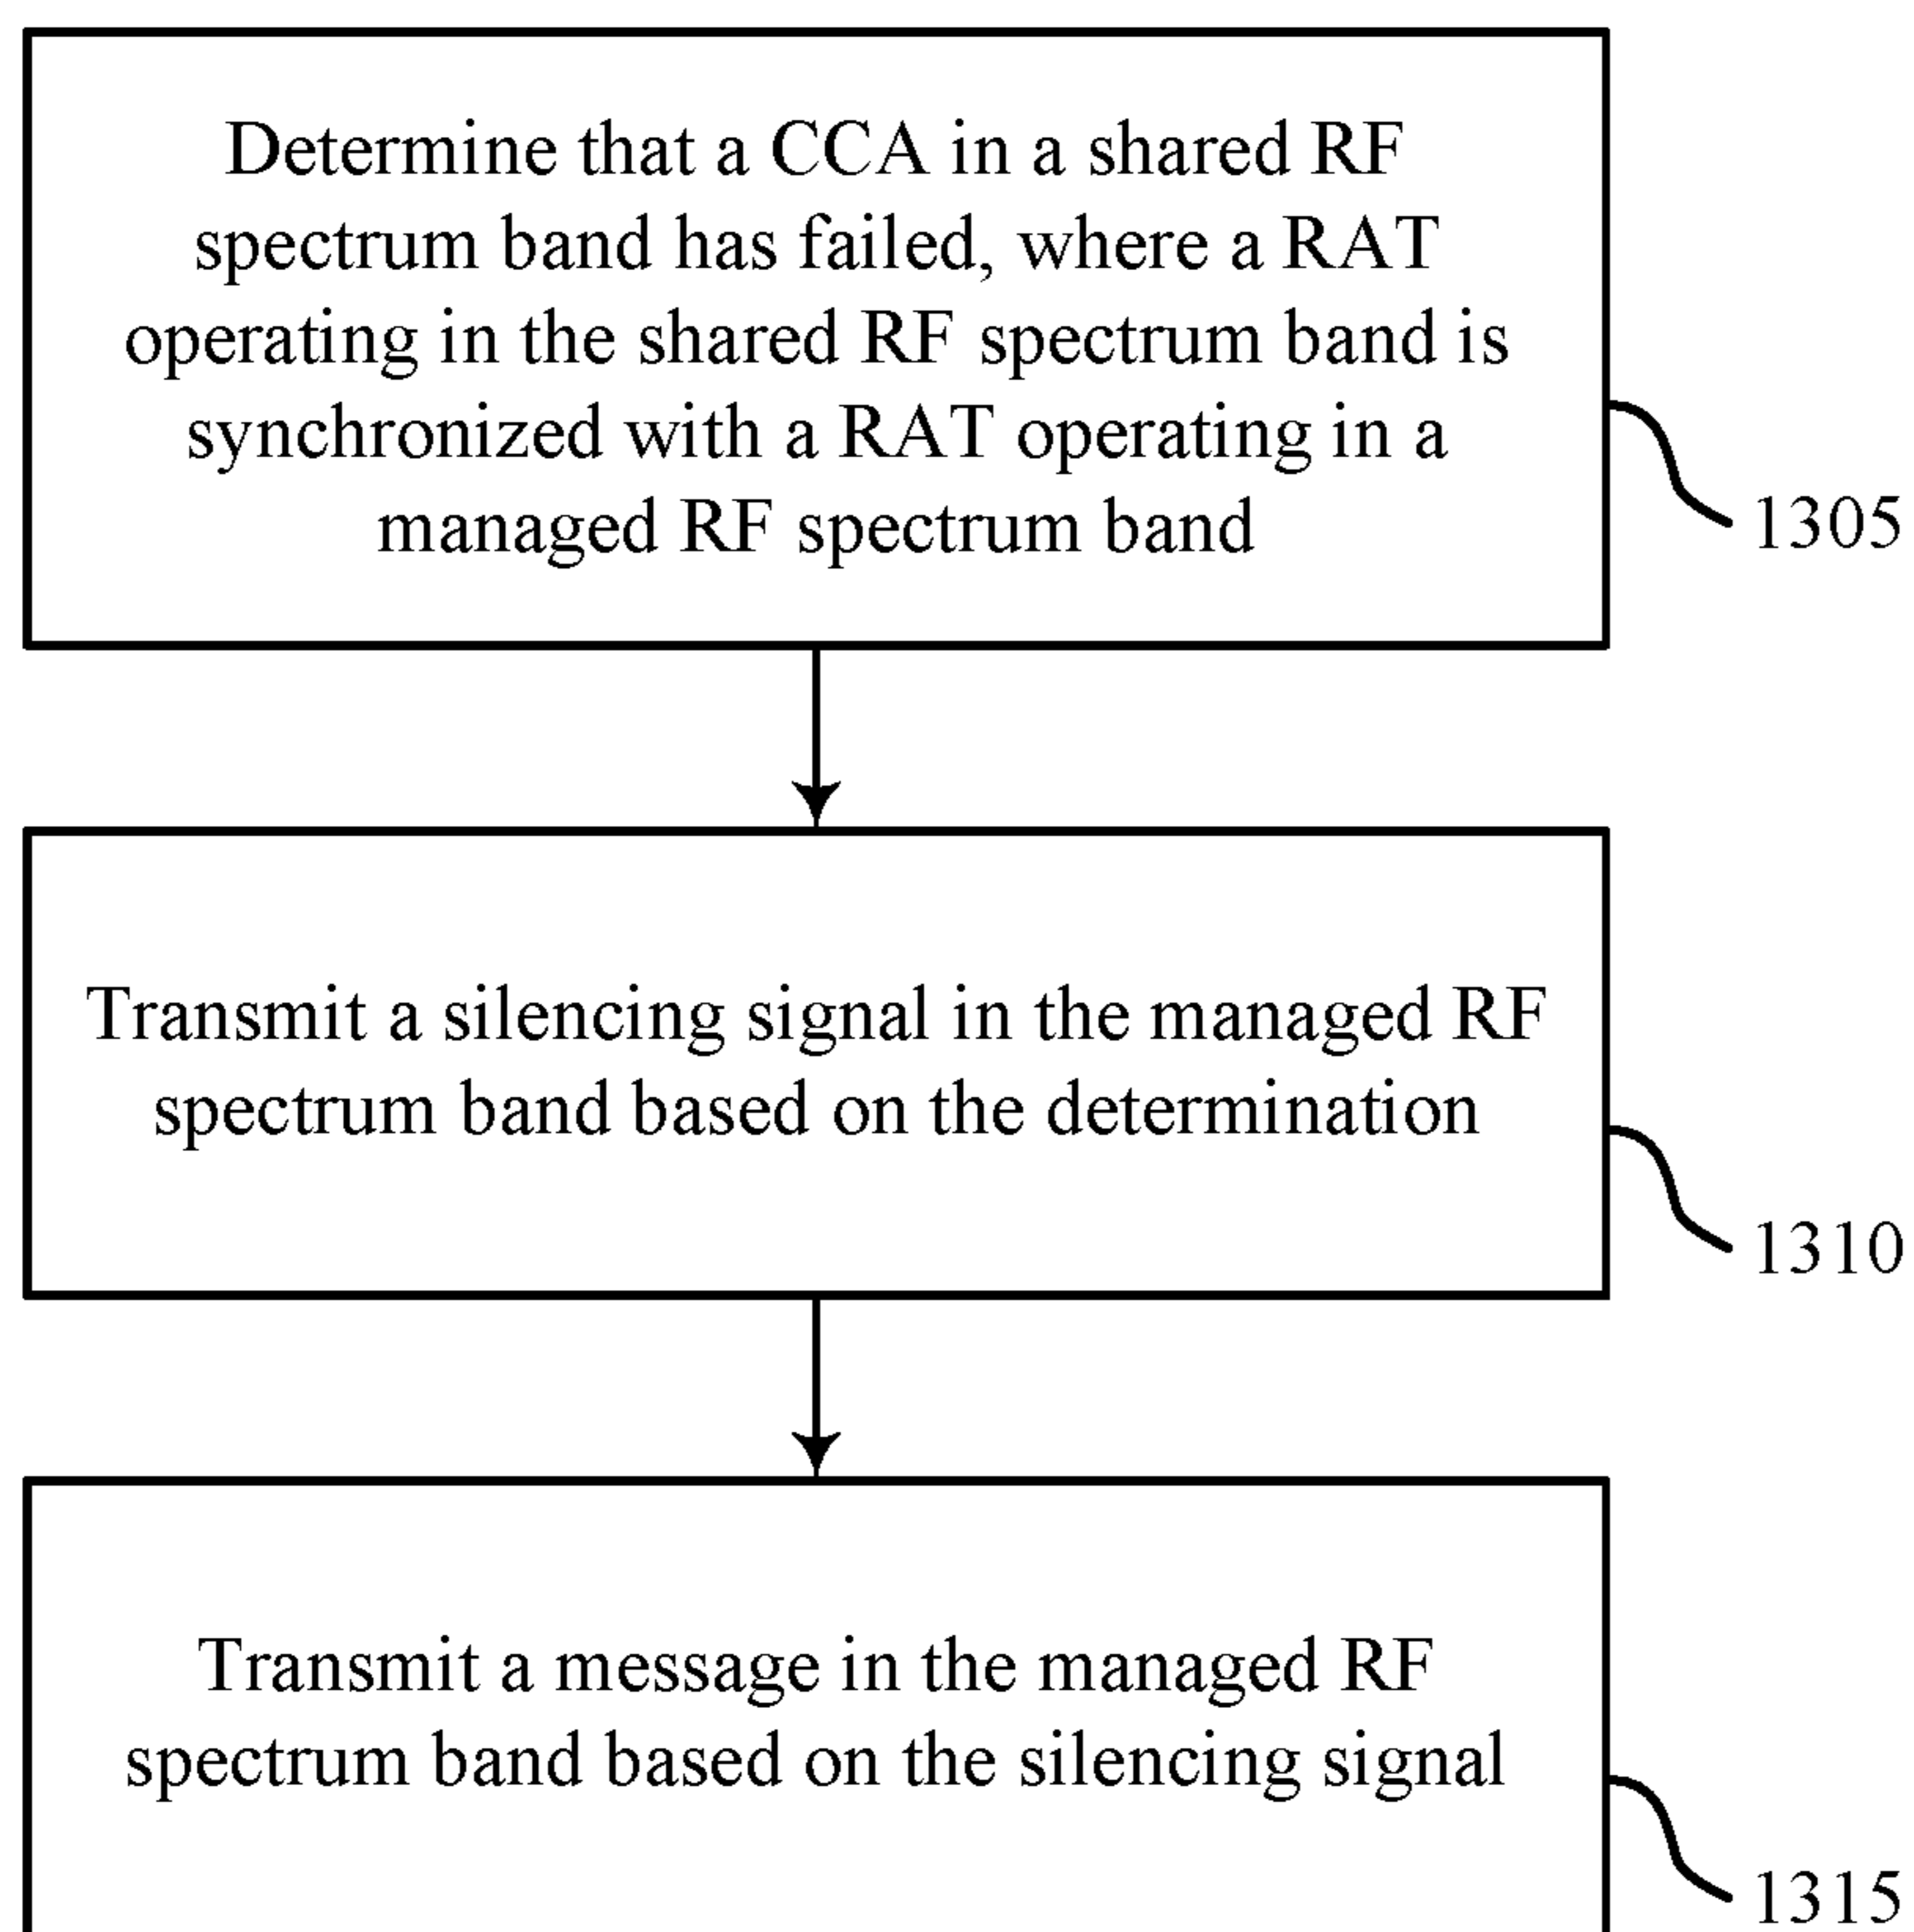 Determine that a CCA in a shared RF
spectrum band has failed, where a RAT
operating in the shared RF spectrum band is
synchronized with a RAT operating in a
managed RF spectrum band
1305
Transmit a silencing signal in the managed RF
spectrum band based on the determination
1310
Transmit a message in the managed RF
spectrum band based on the silencing signal
1315